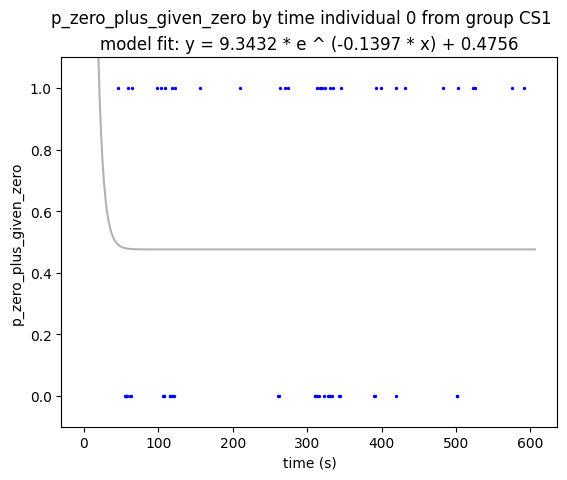 p_zero_plus_given_zero by time individual 0 from group CS1
model fit: y = 9.3432 * e ^ (-0.1397 * x) + 0.4756
1.0
0.8
0.6
0.4
0.2
0.0
p_zero_plus_given_zero
0 100 200 300 400 500 600
time (s)